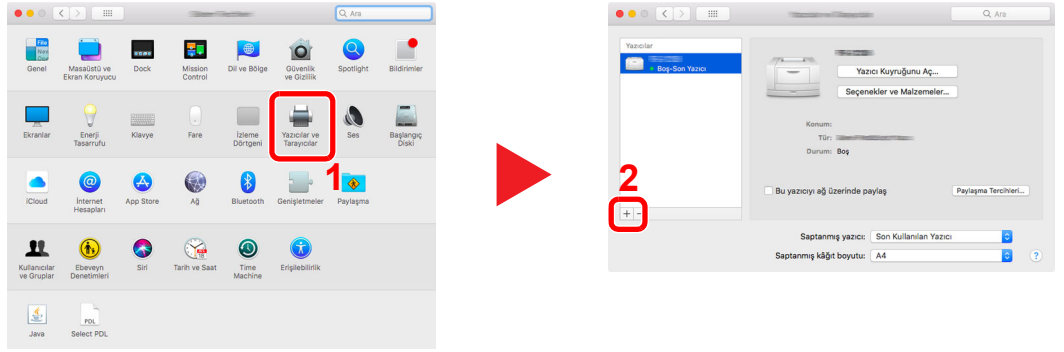 Ara
Genel
Masaüstü ve
Ekran Koruyucu
Dock
Mission
Control
Dil ve Bölge
Güvenlik
ve Gizlilik
Spotlight
Bildirimler
Ekranlar
Enerji
Tasarrufu
Klavye
Fare
İzleme
Dörtgeni
Yazıcılar ve
Tarayıcılar
Ses
Başlangıç
Diski
1
iCloud
İnternet
Hesapları
App Store
Ağ
Bluetooth
Genişletmeler
Paylaşma
Kullanıcılar
ve Gruplar
Ebeveyn
Denetimleri
Siri
Tarih ve Saat
Time
Machine
Erişilebilirlik
PDL
Java
Select PDL
Ara
Yazıcılar
Boş-Son Yazıcı
Yazıcı Kuyruğunu Aç...
Seçenekler ve Malzemeler...
Konum:
Tür:
Durum: Boş
2
Bu yazıcıyı ağ üzerinde paylaş
Paylaşma Tercihleri...
+ −
Saptanmış yazıcı: Son Kullanılan Yazıcı
Saptanmış kâğıt boyutu: A4
?